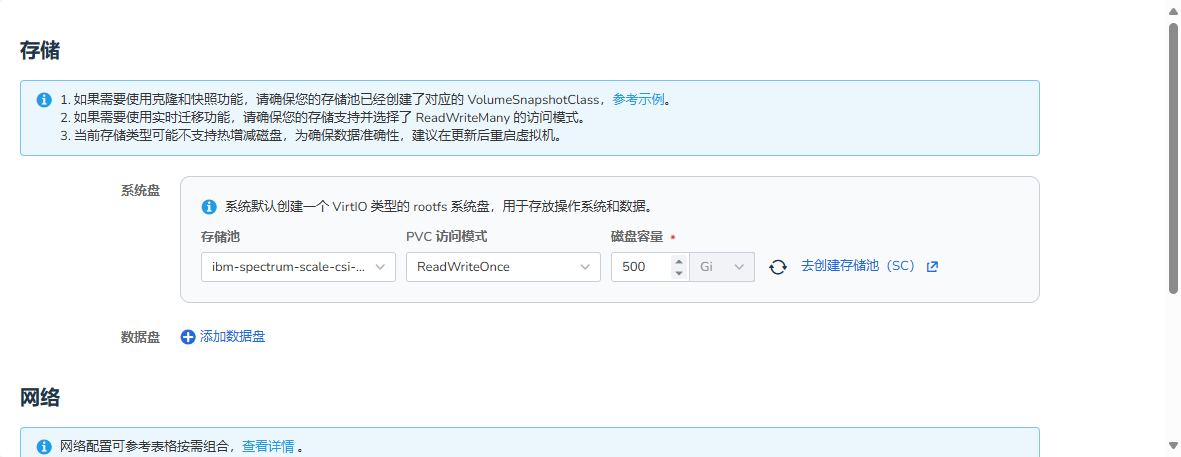 存储
1. 如果需要使用克隆和快照功能，请确保您的存储池已经创建了对应的 VolumeSnapshotClass，参考示例。
2. 如果需要使用实时迁移功能，请确保您的存储支持并选择了 ReadWriteMany 的访问模式。
3. 当前存储类型可能不支持热增减磁盘，为确保数据准确性，建议在更新后重启虚拟机。
系统盘
系统默认创建一个 VirtIO 类型的 rootfs 系统盘，用于存放操作系统和数据。
存储池 PVC 访问模式 磁盘容量 *
ibm-spectrum-scale-csi-... ReadWriteOnce 500 Gi 去创建存储池（SC）
数据盘 添加数据盘
网络
网络配置可参考表格按需组合，查看详情 。